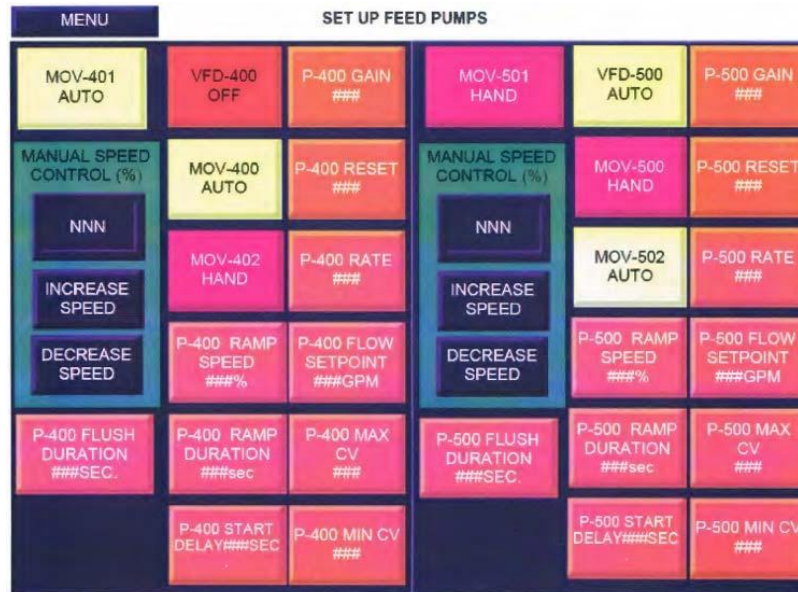 MENU
SET UP FEED PUMPS
MOV-401
AUTO
VFD-400
OFF
P-400 GAIN
###
MOV-501
HAND
VFD-500
AUTO
P-500 GAIN
###
MANUAL SPEED
CONTROL (%)
NNN
INCREASE
SPEED
DECREASE
SPEED
MOV-400
AUTO
P-400 RESET
###
MOV-402
HAND
P-400 RATE
###
P-400 RAMP
SPEED
###%
P-400 FLOW
SETPOINT
###GPM
P-400 FLUSH
DURATION
###SEC.
P-400 RAMP
DURATION
###sec
P-400 MAX
CV
###
P-400 START
DELAY###SEC
P-400 MIN CV
###
MANUAL SPEED
CONTROL (%)
NNN
INCREASE
SPEED
DECREASE
SPEED
MOV-500
HAND
P-500 RESET
###
MOV-502
AUTO
P-500 RATE
###
P-500 RAMP
SPEED
###%
P-500 FLOW
SETPOINT
###GPM
P-500 FLUSH
DURATION
###SEC.
P-500 RAMP
DURATION
###sec
P-500 MAX
CV
###
P-500 START
DELAY###SEC
P-500 MIN CV
###